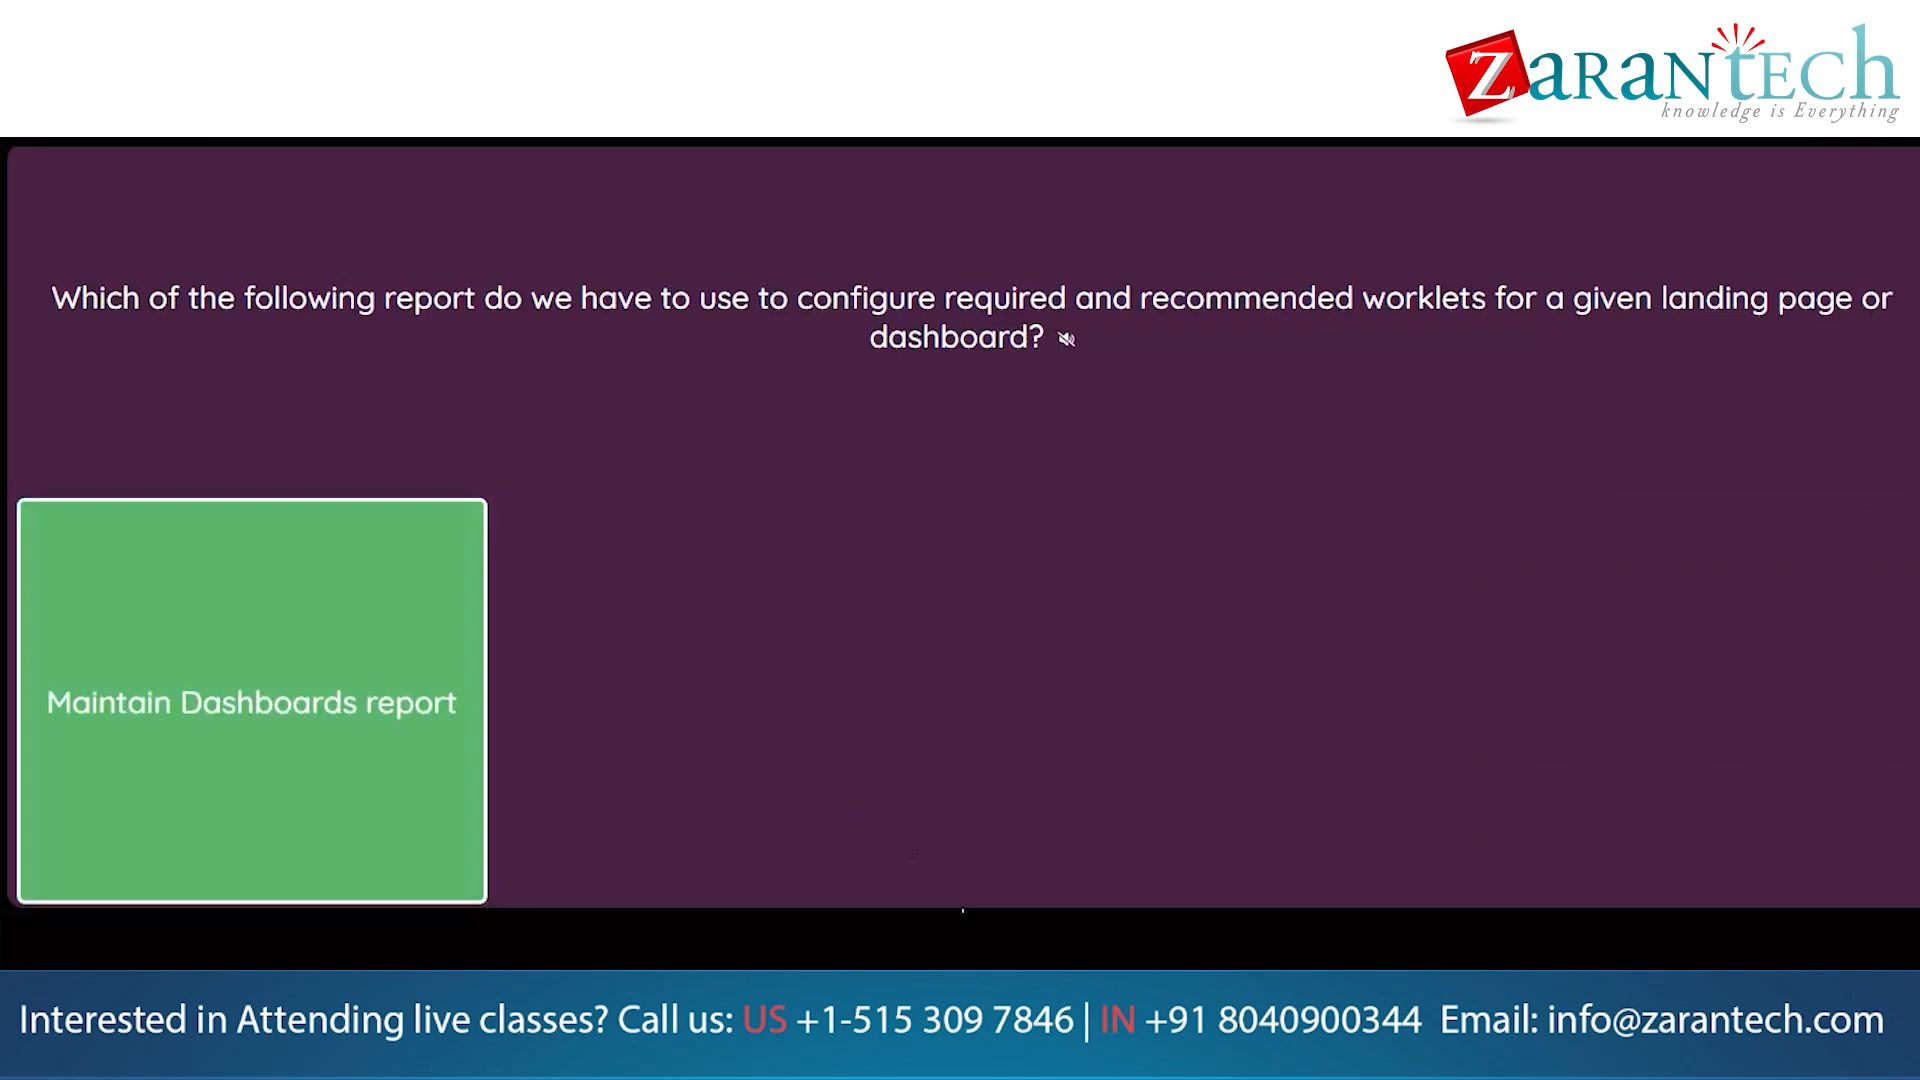 ZaranTech
knowledge is Everything
Which of the following report do we have to use to configure required and recommended worklets for a given landing page or
dashboard?
Maintain Dashboards report
Interested in Attending live classes? Call us: US +1-515 309 7846 | IN +91 8040900344 Email: info@zarantech.com